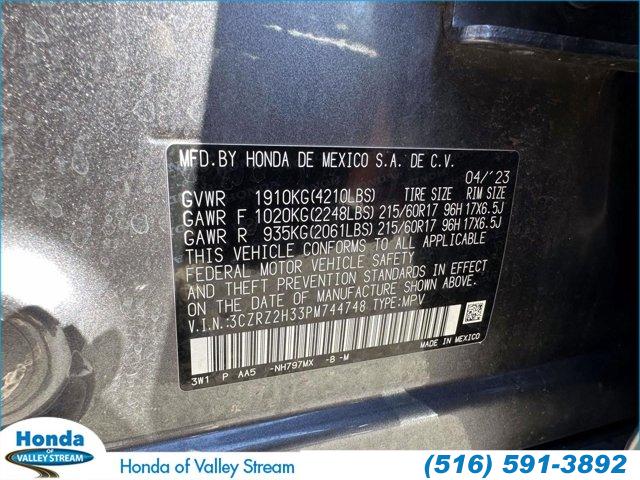 MFD.BY HONDA DE MEXICO S.A. DE C.V.
04/'23
GVWR 1910KG(4210LBS) TIRE SIZE RIM SIZE
GAWR F 1020KG(2248LBS) 215/60R17 96H 17X6.5J
GAWR R 935KG(2061LBS) 215/60R17 96H 17X6.5J
THIS VEHICLE CONFORMS TO ALL APPLICABLE
FEDERAL MOTOR VEHICLE SAFETY
AND THEFT PREVENTION STANDARDS IN EFFECT
ON THE DATE OF MANUFACTURE SHOWN ABOVE.
V.I.N.:3CZRZ2H33PM744748 TYPE:MPV
3W1 P AA5 -NH797MX -B -M
MADE IN MEXICO
Honda
OF
VALLEY STREAM
Honda of Valley Stream
(516) 591-3892